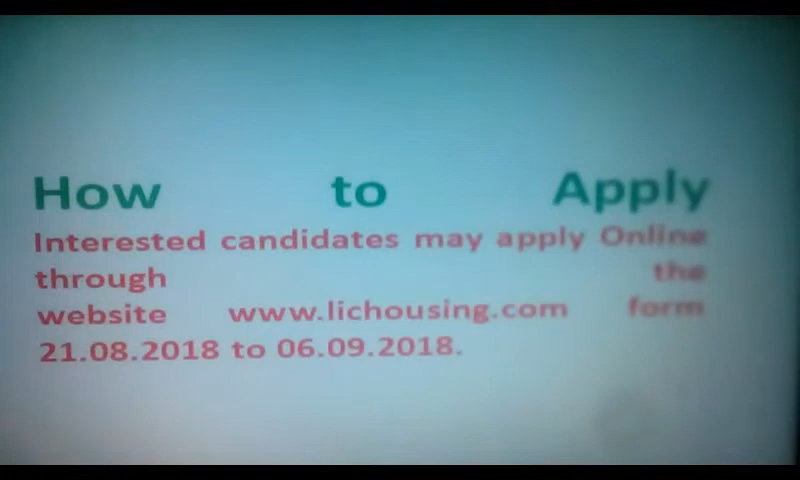 How to Apply
Interested candidates may apply Online
through the
website www.lichousing.com form
21.08.2018 to 06.09.2018.